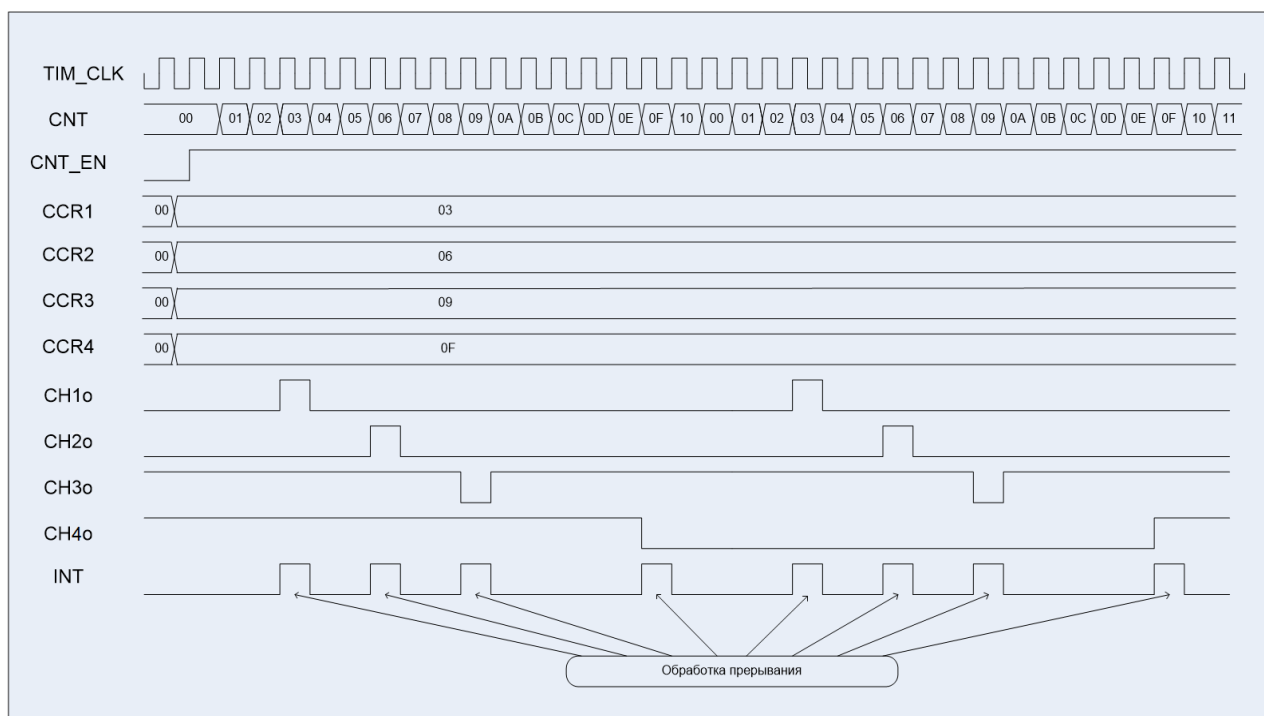 TIM_CLK
CNT 00 01 02 03 04 05 06 07 08 09 0A 0B 0C 0D 0E 0F 10 00 01 02 03 04 05 06 07 08 09 0A 0B 0C 0D 0E 0F 10 11
CNT_EN
CCR1 00 03
CCR2 00 06
CCR3 00 09
CCR4 00 0F
CH1o
CH2o
CH3o
CH4o
INT
Обработка прерывания